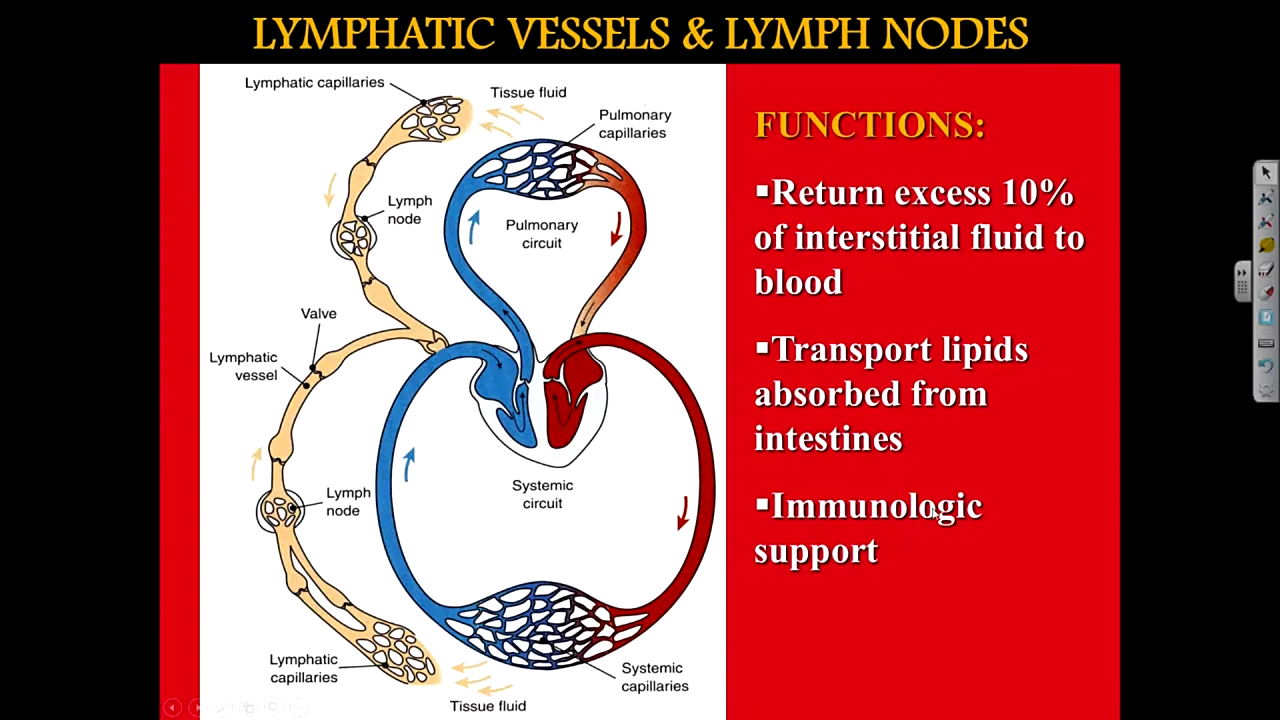 LYMPHATIC VESSELS & LYMPH NODES
Lymphatic capillaries
Tissue fluid
Pulmonary
capillaries
Lymph
node
Pulmonary
circuit
Valve
Lymphatic
vessel
Systemic
circuit
Lymph
node
Lymphatic
capillaries
Systemic
capillaries
Tissue fluid
FUNCTIONS:
▪Return excess 10%
of interstitial fluid to
blood
▪Transport lipids
absorbed from
intestines
▪Immunologic
support